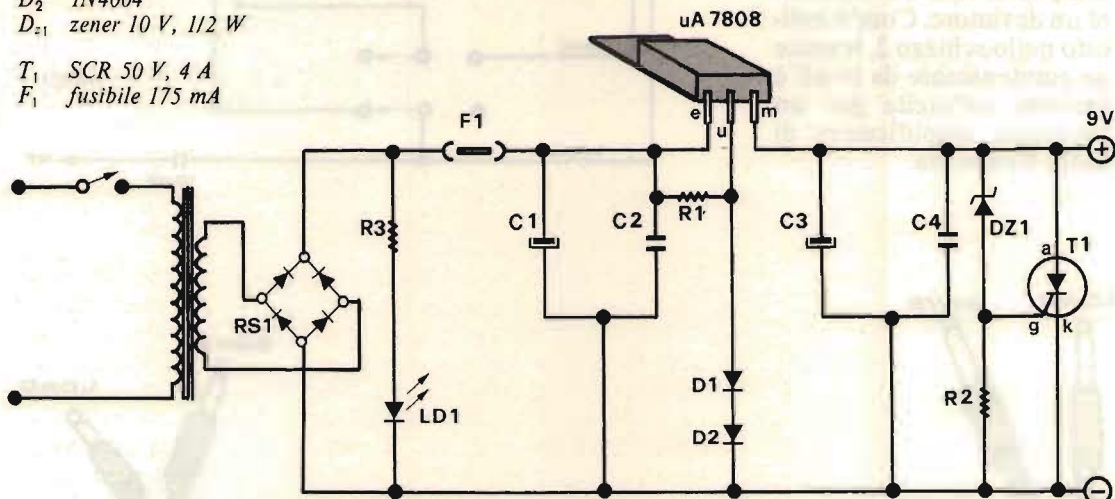 D₂ 1N4004
D_z1 zener 10 V, 1/2 W
T₁ SCR 50 V, 4 A
F₁ fusibile 175 mA
uA 7808
e u m
F1
9V
+
R3
C1
C2
R1
C3
C4
DZ1
a T1
g k
RS1
LD1
D1
D2
R2
−